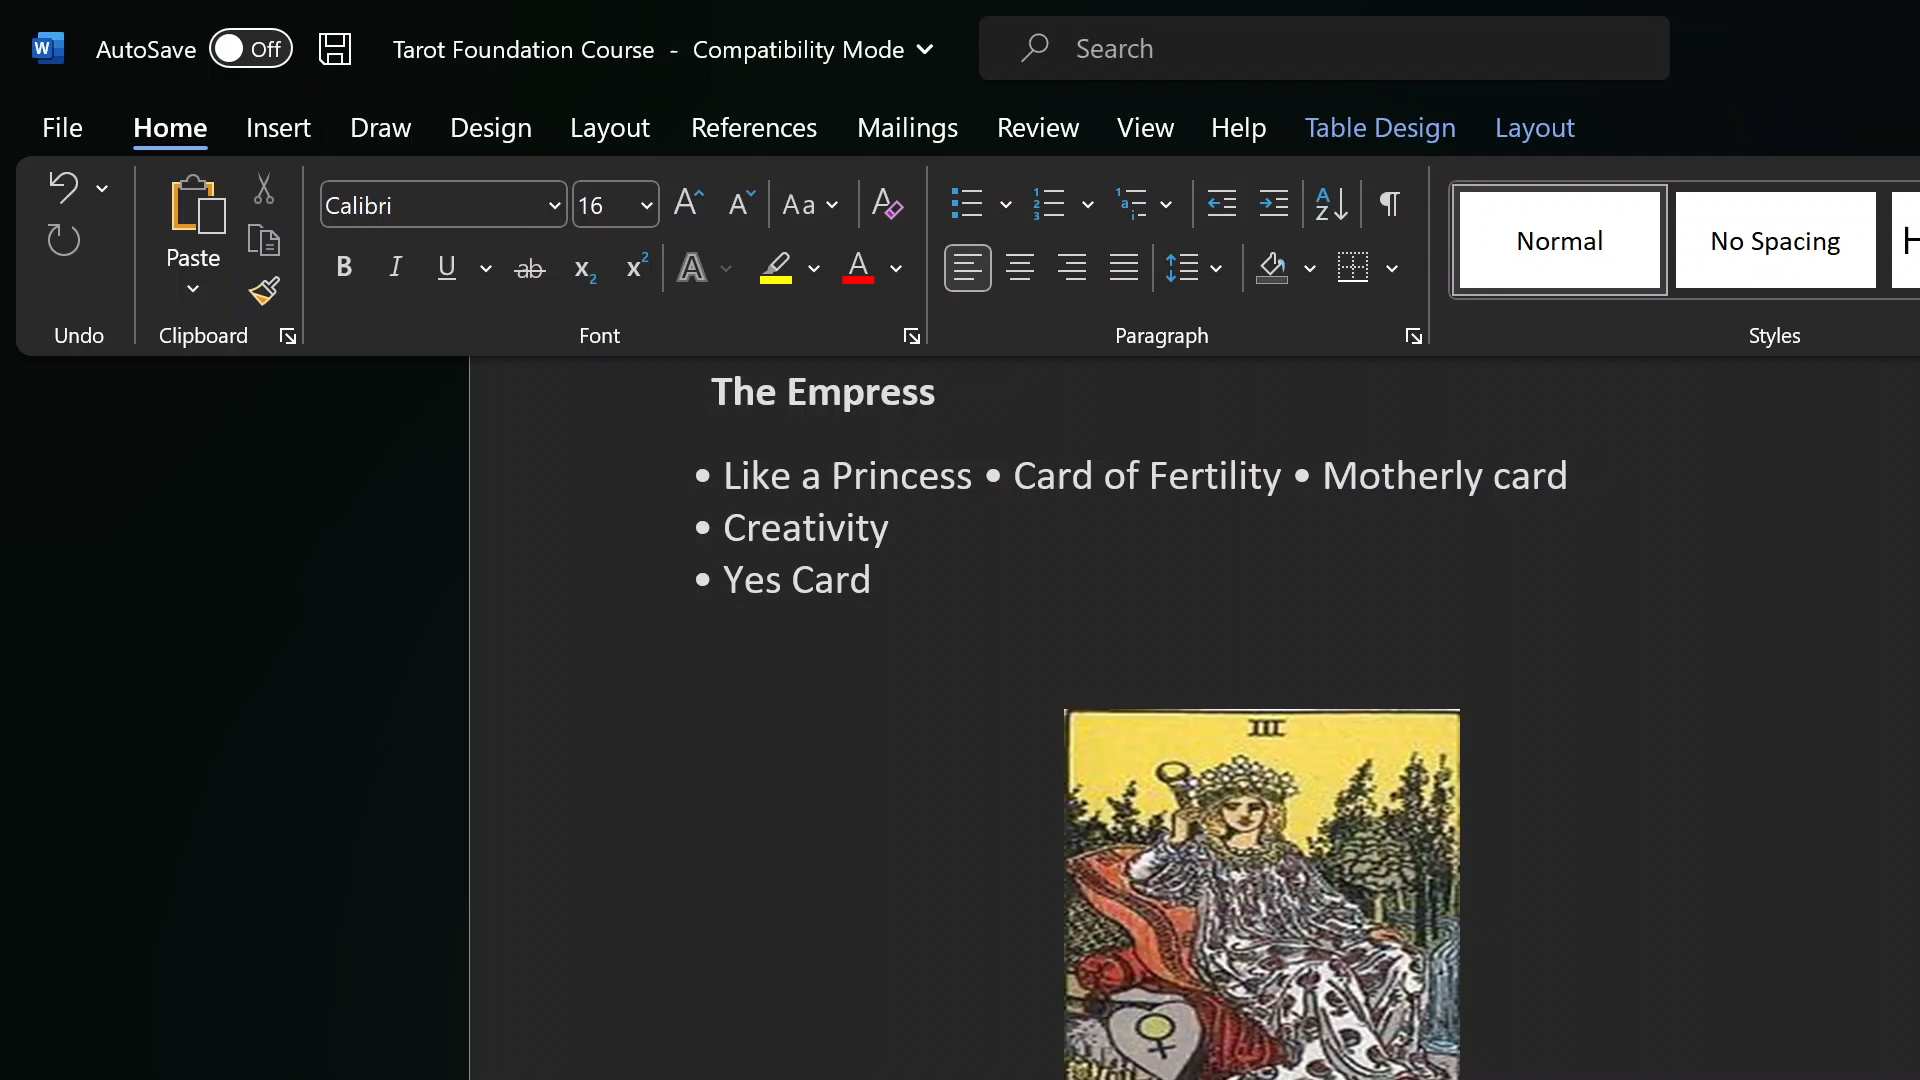 AutoSave Off Tarot Foundation Course - Compatibility Mode Search
File Home Insert Draw Design Layout References Mailings Review View Help Table Design Layout
Calibri 16
Paste
Normal No Spacing
Undo Clipboard Font Paragraph Styles
The Empress
• Like a Princess • Card of Fertility • Motherly card
• Creativity
• Yes Card
III